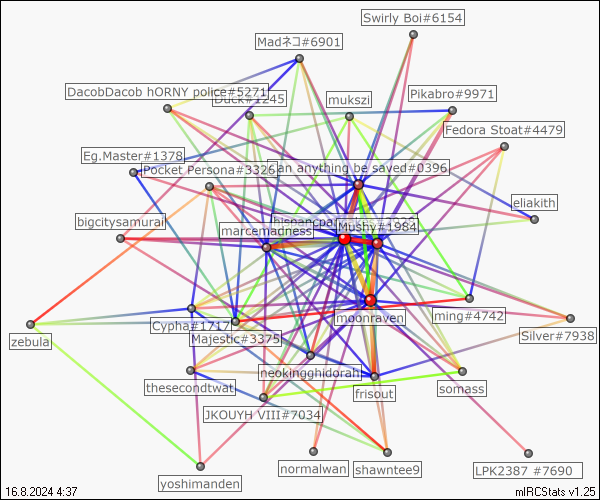 Swirly Boi#6154
Madネコ#6901
DacobDacob hORNY police#5271
Duck#1245
mukszi
Pikabro#9971
Fedora Stoat#4479
Eg.Master#1378
Pocket Persona#3326
an anything be saved#0396
eliakith
bigcitysamurai
marcemadness
Mushy#1984
moonraven
ming#4742
Cypha#1717
Majestic#3375
Silver#7938
zebula
neokingghidorah
thesecondtwat
frisout
somass
JKOUYH VIII#7034
normalwan
shawntee9
LPK2387 #7690
yoshimanden
16.8.2024 4:37
mIRCStats v1.25